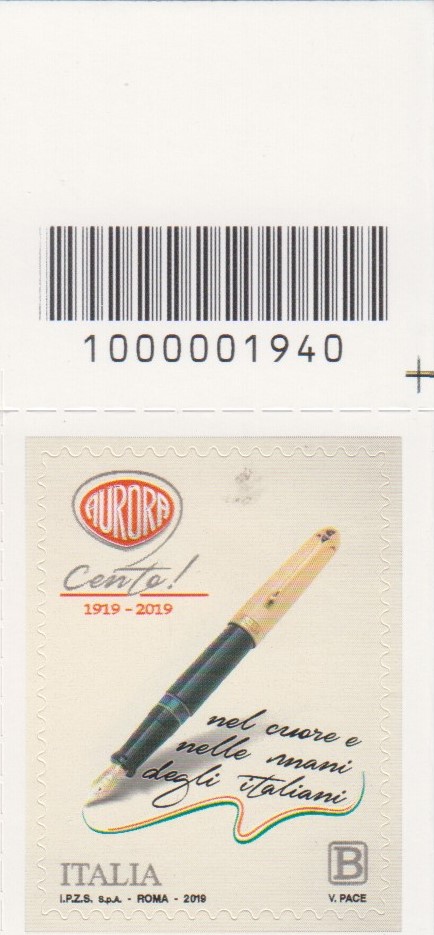 1000001940
AURORA
Cento!
1919 - 2019
nel cuore e
nelle mani
degli italiani
ITALIA
B
I.P.Z.S. S.p.A. - ROMA - 2019
V. PACE